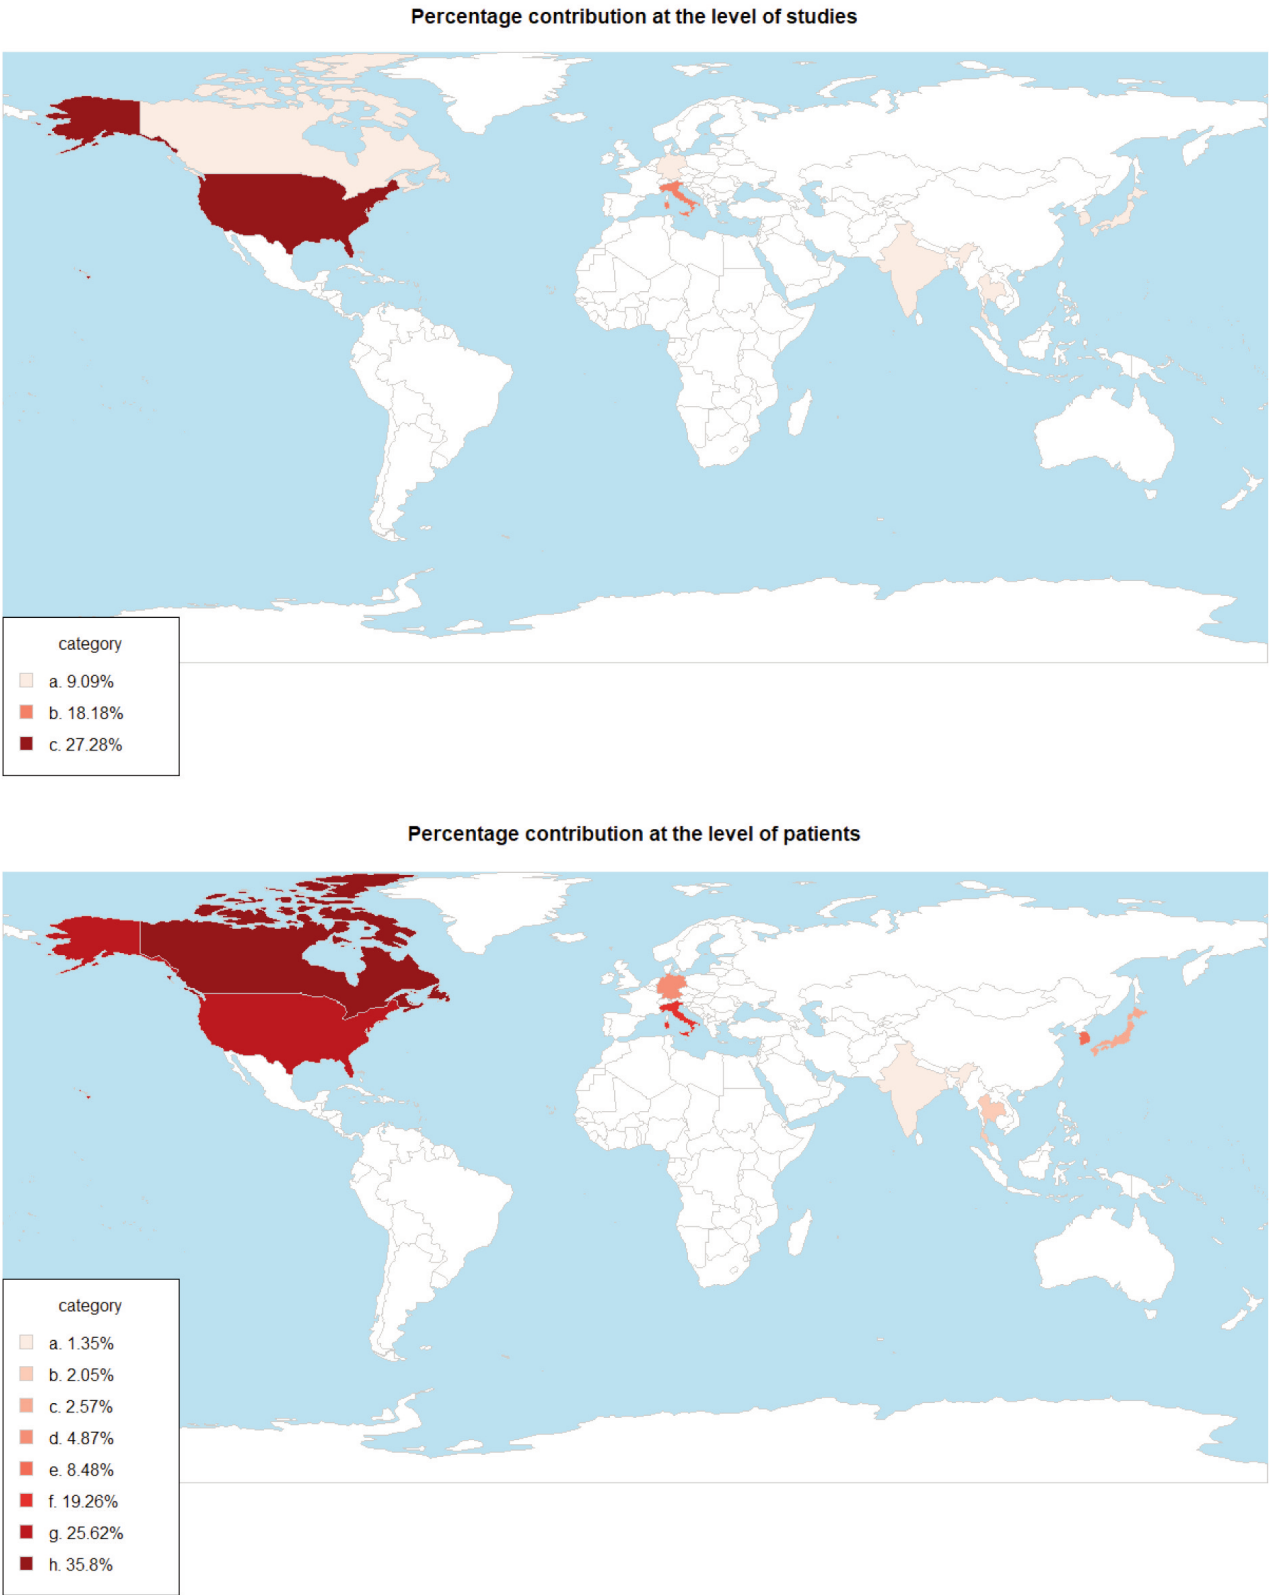 Percentage contribution at the level of studies
category
a. 9.09%
b. 18.18%
c. 27.28%
Percentage contribution at the level of patients
category
a. 1.35%
b. 2.05%
c. 2.57%
d. 4.87%
e. 8.48%
f. 19.26%
g. 25.62%
h. 35.8%